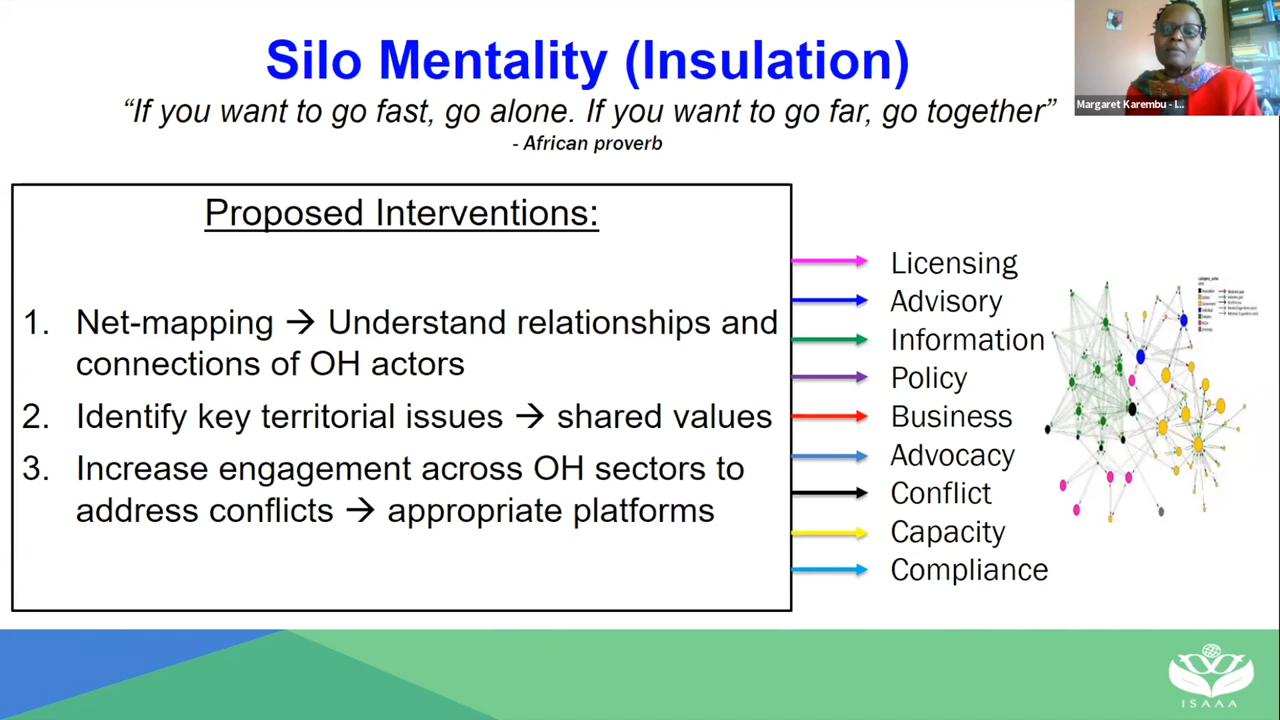 Silo Mentality (Insulation)
“If you want to go fast, go alone. If you want to go far, go together”
- African proverb
Margaret Karembu - I...
Proposed Interventions:
1. Net-mapping → Understand relationships and
connections of OH actors
2. Identify key territorial issues → shared values
3. Increase engagement across OH sectors to
address conflicts → appropriate platforms
Licensing
Advisory
Information
Policy
Business
Advocacy
Conflict
Capacity
Compliance
ISAAA